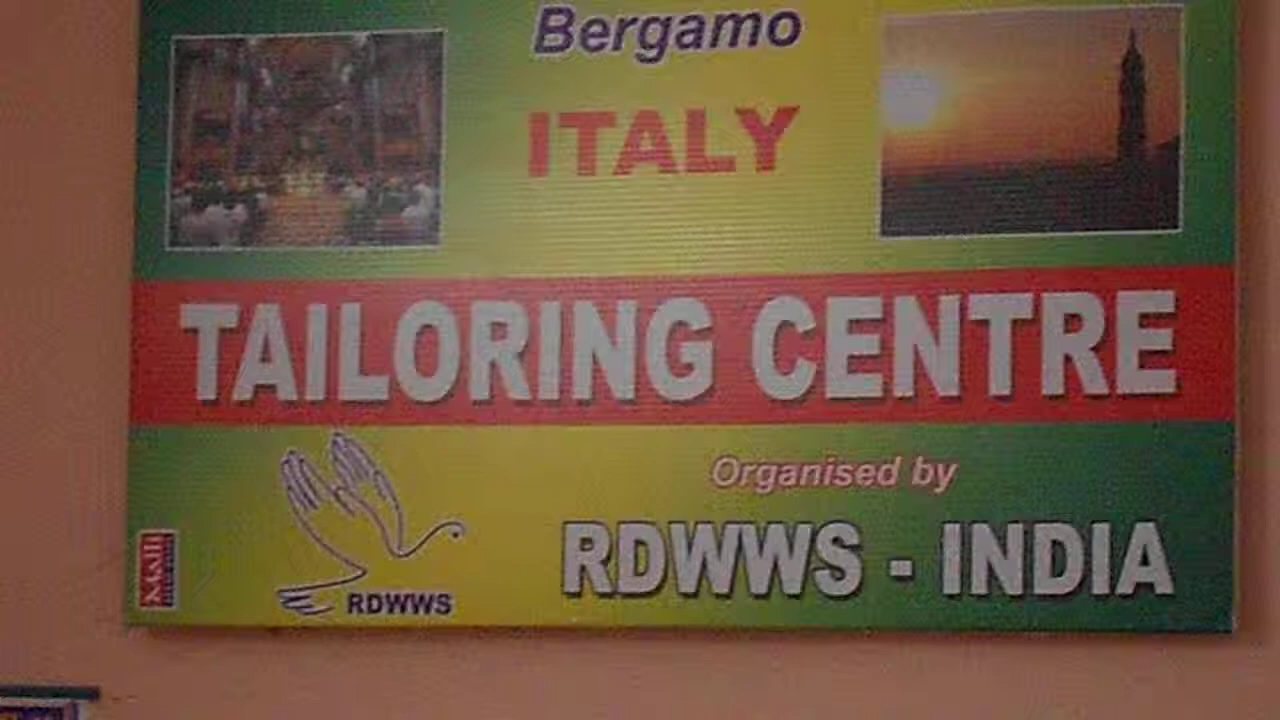 Bergamo
ITALY
TAILORING CENTRE
Organised by
RDWWS - INDIA
RDWWS